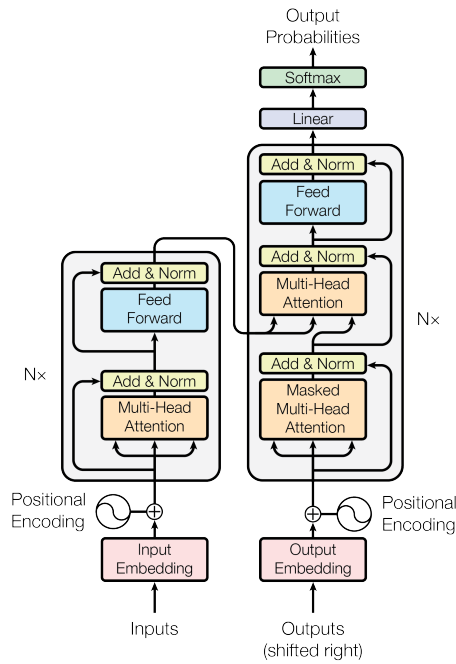 Output
Probabilities
Softmax
Linear
Add & Norm
Feed
Forward
Add & Norm
Multi-Head
Attention
Nx
Add & Norm
Masked
Multi-Head
Attention
Add & Norm
Feed
Forward
Nx
Add & Norm
Multi-Head
Attention
Positional
Encoding
Positional
Encoding
Input
Embedding
Output
Embedding
Inputs
Outputs
(shifted right)